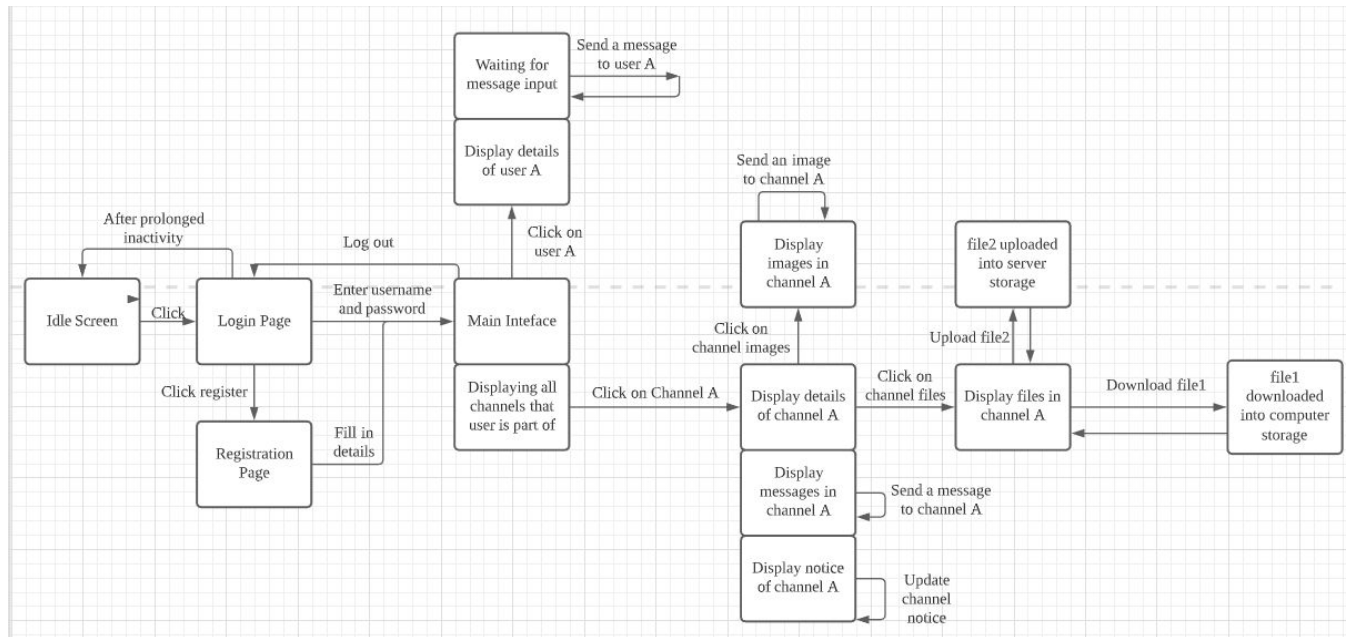 Waiting for
message input
Send a message
to user A
Display details
of user A
Click on
user A
After prolonged
inactivity
Log out
Idle Screen
Click
Login Page
Enter username
and password
Main Inteface
Click register
Registration
Page
Fill in
details
Displaying all
channels that
user is part of
Click on Channel A
Send an image
to channel A
Display
images in
channel A
Click on
channel images
Display details
of channel A
Click on
channel files
file2 uploaded
into server
storage
Upload file2
Display files in
channel A
Download file1
file1
downloaded
into computer
storage
Display
messages in
channel A
Send a message
to channel A
Display notice
of channel A
Update
channel
notice